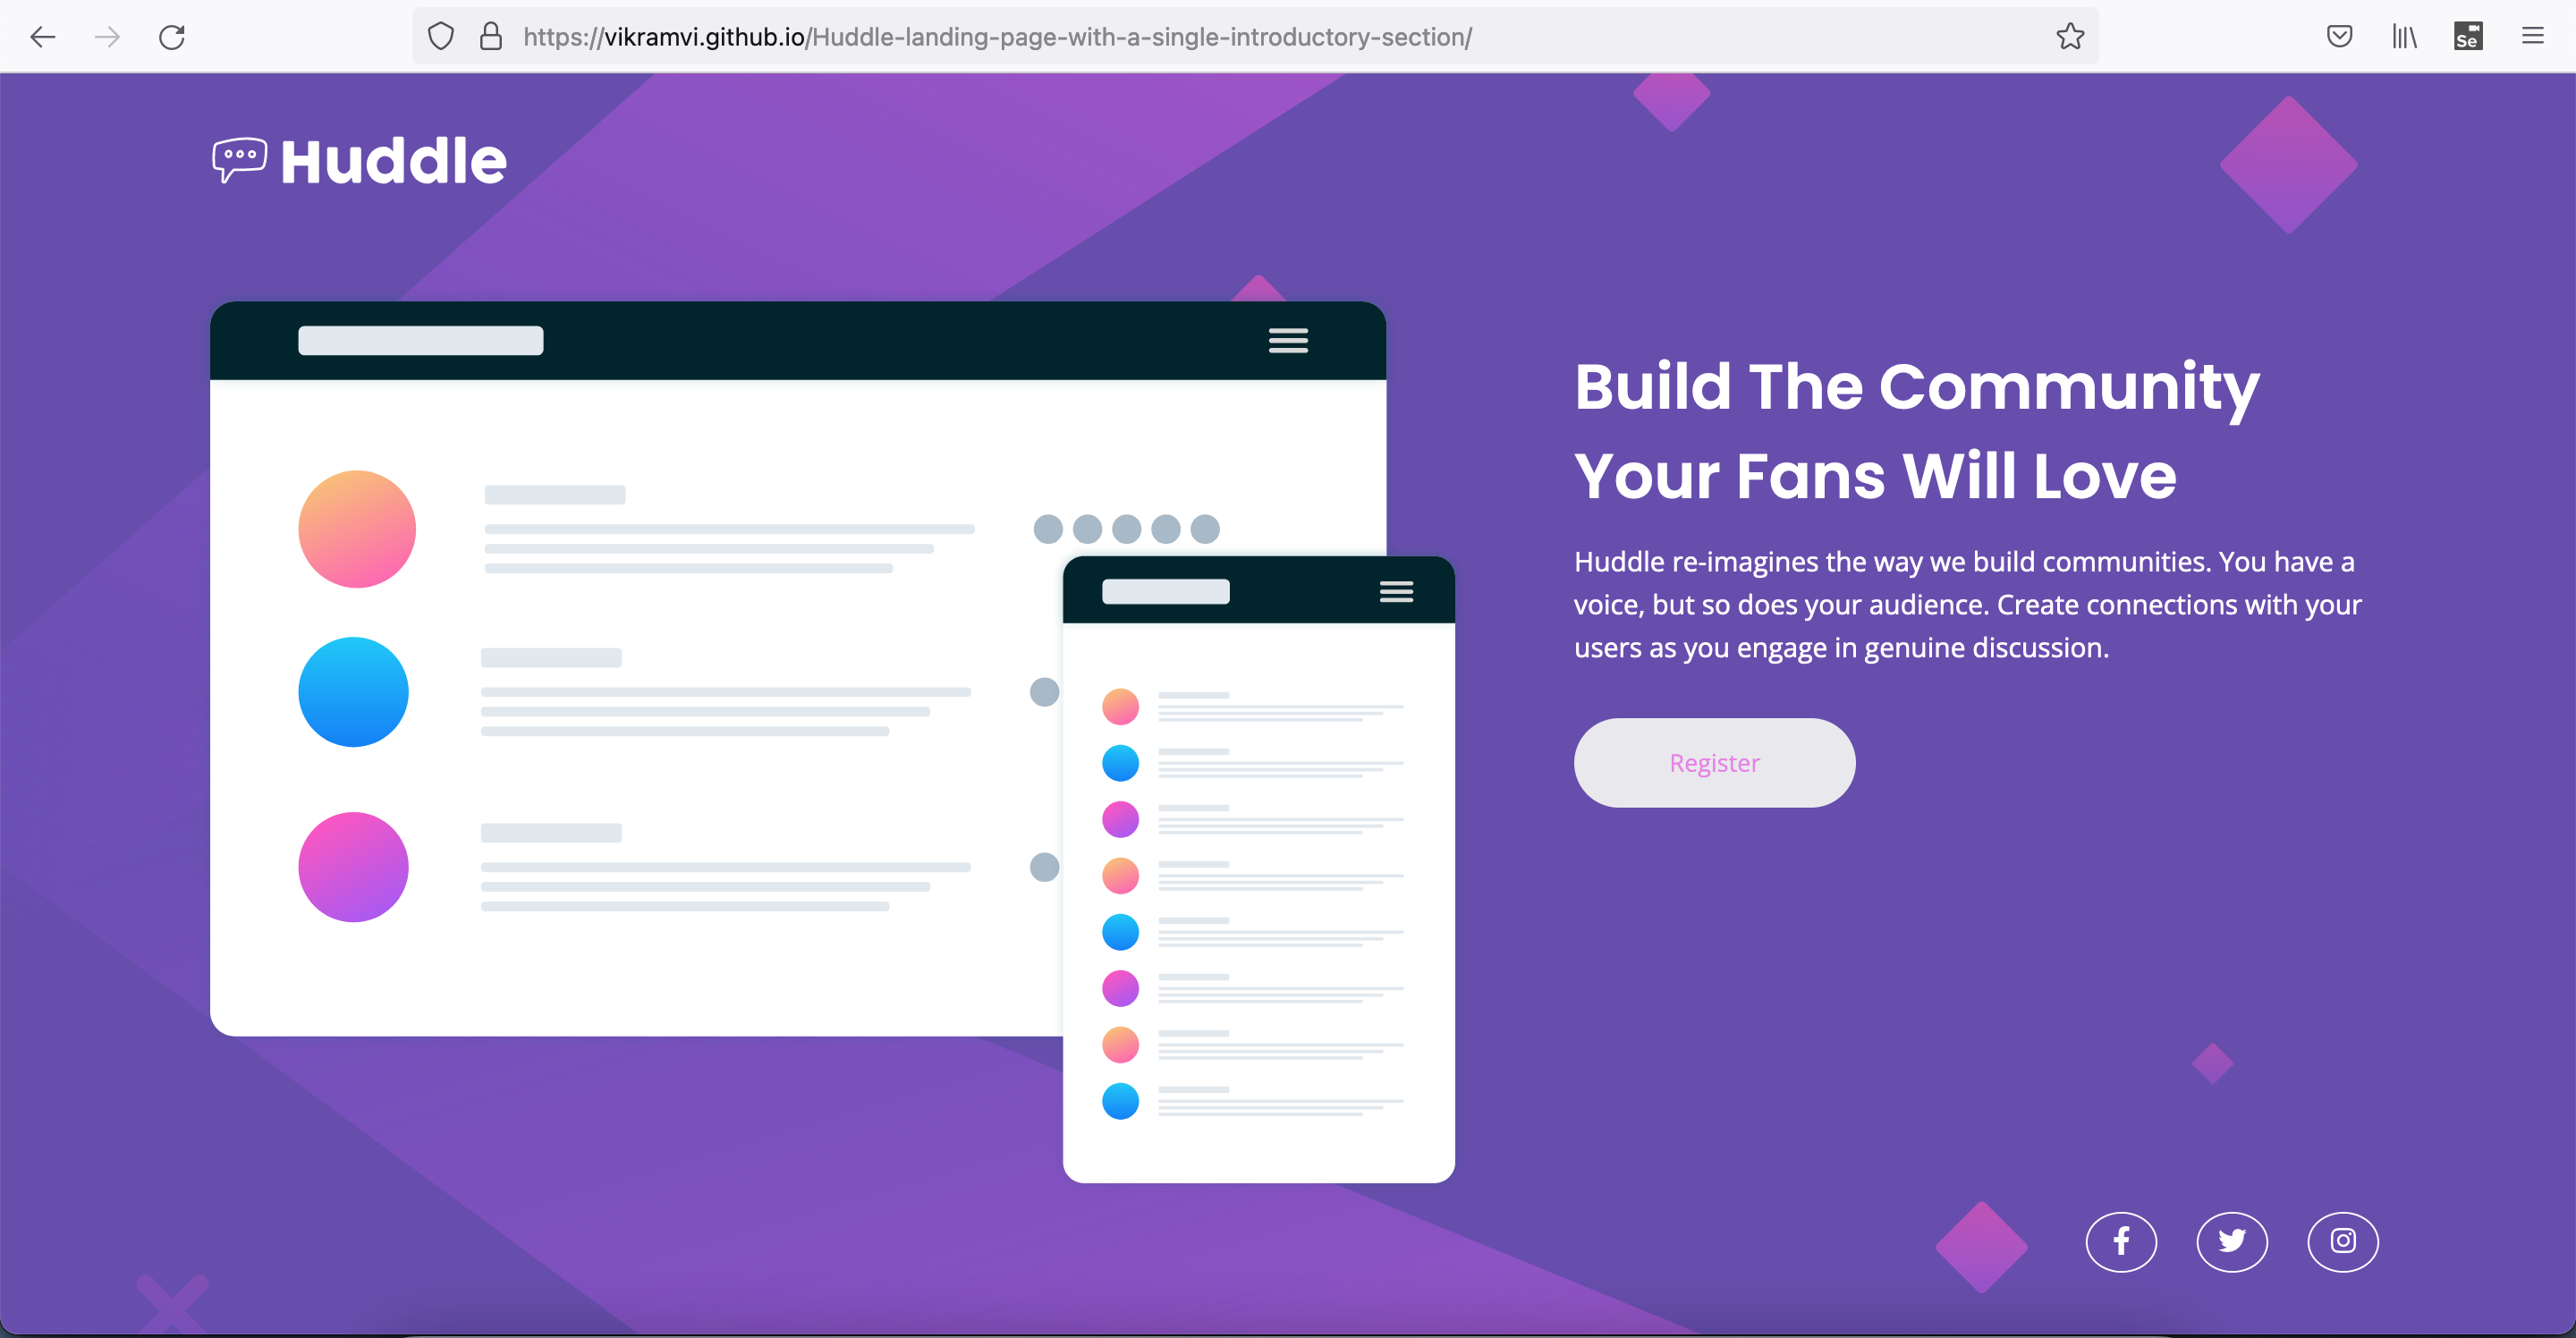 https://vikramvi.github.io/Huddle-landing-page-with-a-single-introductory-section/
Se
Huddle
Build The Community
Your Fans Will Love
Huddle re-imagines the way we build communities. You have a
voice, but so does your audience. Create connections with your
users as you engage in genuine discussion.
Register